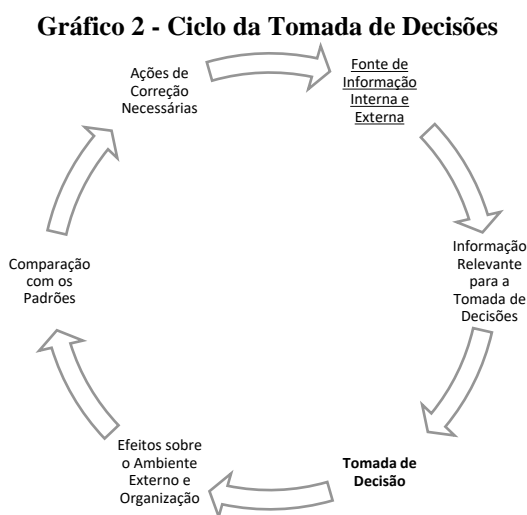 Gráfico 2 - Ciclo da Tomada de Decisões
Ações de
Correção
Necessárias
Fonte de
Informação
Interna e
Externa
Informação
Relevante
para a
Tomada de
Decisões
Tomada de
Decisão
Efeitos sobre
o Ambiente
Externo e
Organização
Comparação
com os
Padrões